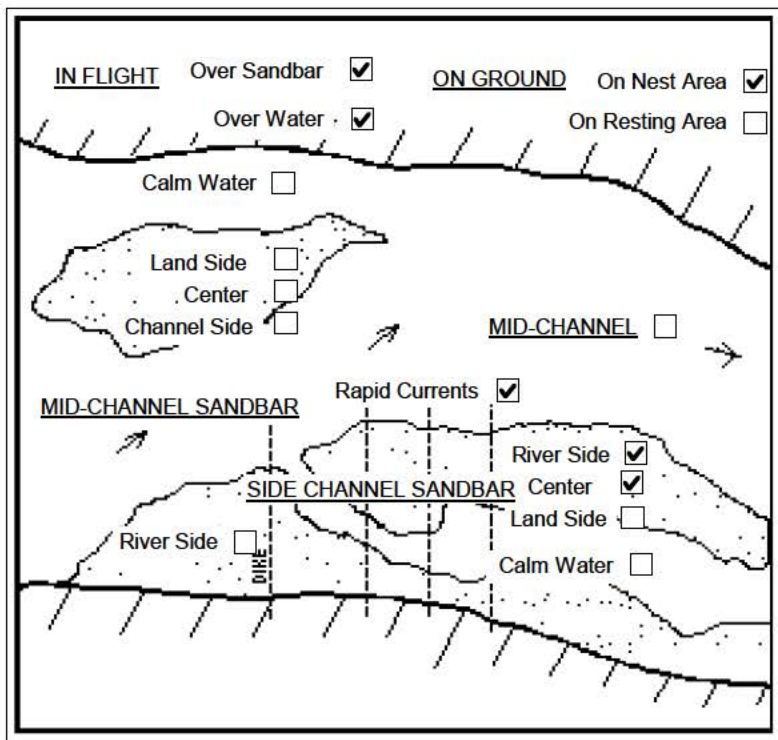 IN FLIGHT
Over Sandbar
ON GROUND
On Nest Area
Over Water
On Resting Area
Calm Water
Land Side
Center
Channel Side
MID-CHANNEL
Rapid Currents
MID-CHANNEL SANDBAR
River Side
SIDE CHANNEL SANDBAR
Center
Land Side
River Side
DIKE
Calm Water